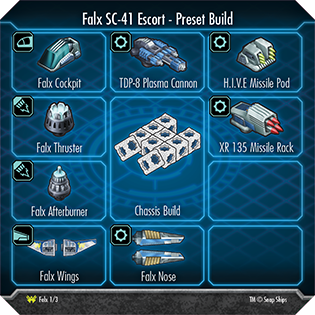 Falx SC-41 Escort - Preset Build
Falx Cockpit
TDP-8 Plasma Cannon
H.I.V.E Missile Pod
Falx Thruster
XR 135 Missile Rack
Falx Afterburner
Chassis Build
Falx Wings
Falx Nose
Falx 1/3
TM © Snap Ships